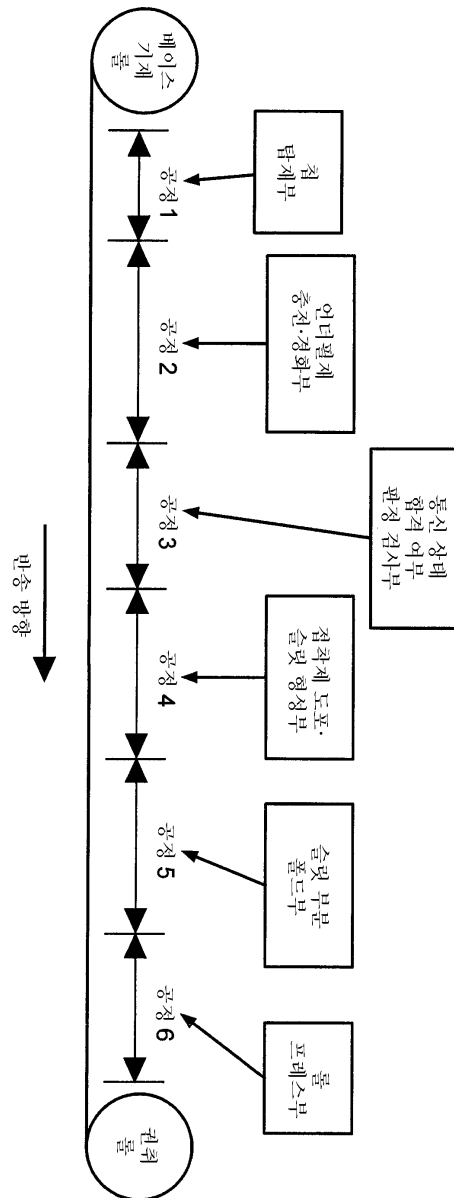 베이스
기재
롤
칩
탑재부
공정 1
언더필제
충전·경화부
공정 2
통신 상태
합격 여부
판정 검사부
공정 3
접착제 도포·
슬릿 형성부
공정 4
슬릿 부분
폴드부
공정 5
롤
프레스부
공정 6
권취
롤
반송 방향